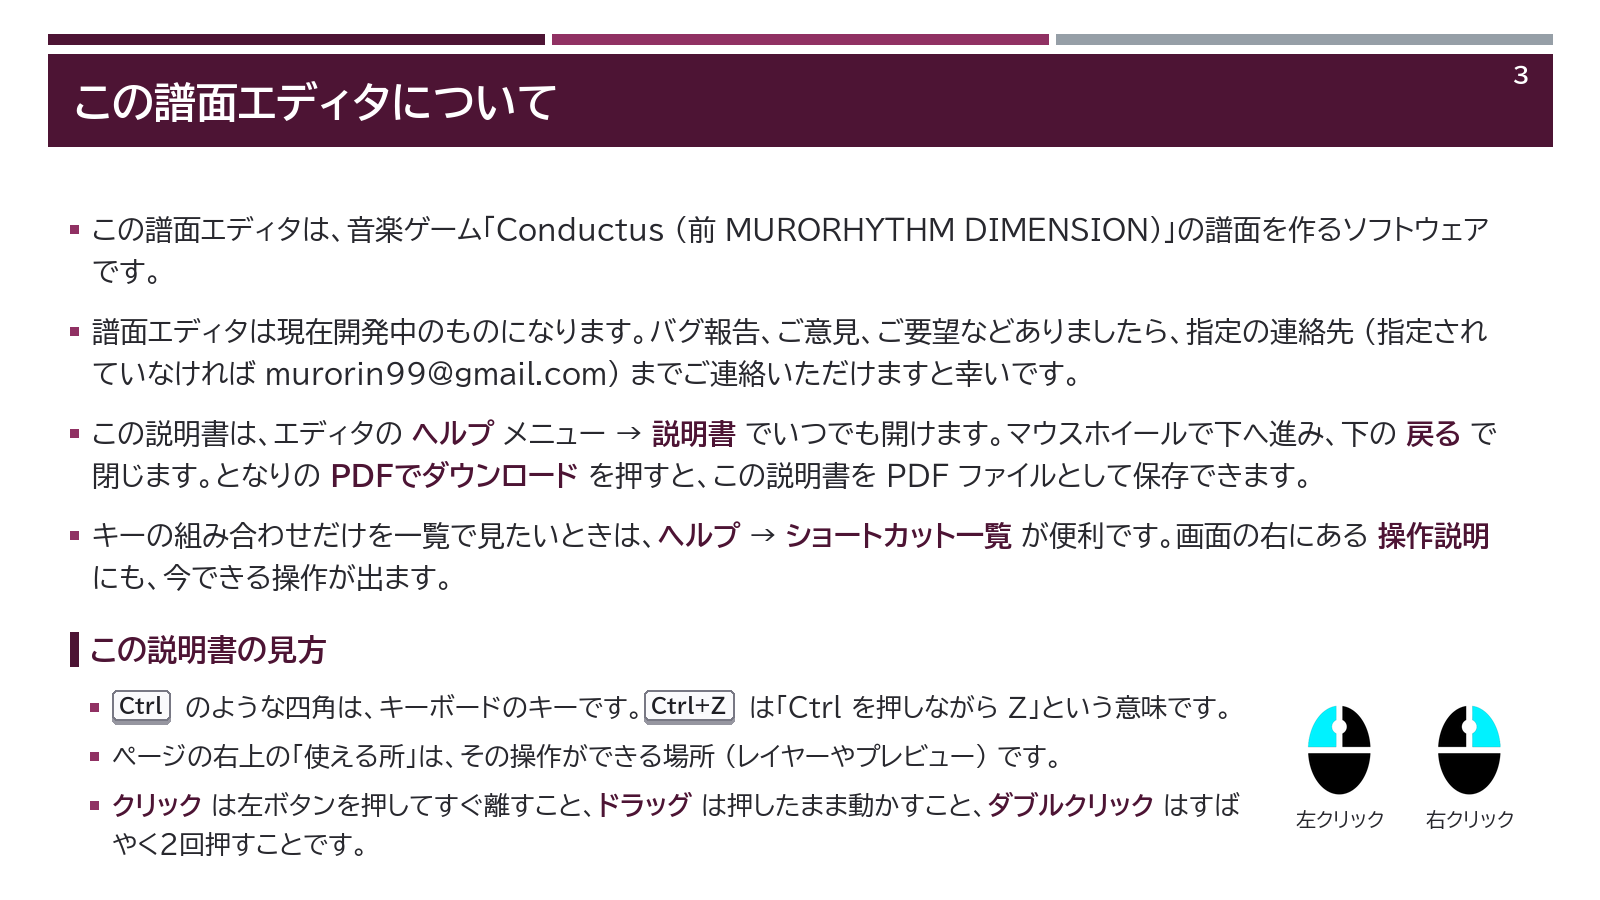 3
この譜面エディタについて
この譜面エディタは、音楽ゲーム「Conductus（前 MURORHYTHM DIMENSION）」の譜面を作るソフトウェア
です。
譜面エディタは現在開発中のものになります。バグ報告、ご意見、ご要望などありましたら、指定の連絡先（指定され
ていなければ murorin99@gmail.com）までご連絡いただけますと幸いです。
この説明書は、エディタの ヘルプ メニュー → 説明書 でいつでも開けます。マウスホイールで下へ進み、下の 戻る で
閉じます。となりの PDFでダウンロード を押すと、この説明書を PDF ファイルとして保存できます。
キーの組み合わせだけを一覧で見たいときは、ヘルプ → ショートカット一覧 が便利です。画面の右にある 操作説明
にも、今できる操作が出ます。
この説明書の見方
Ctrl のような四角は、キーボードのキーです。Ctrl+Z は「Ctrl を押しながら Z」という意味です。
ページの右上の「使える所」は、その操作ができる場所（レイヤーやプレビュー）です。
クリック は左ボタンを押してすぐ離すこと、ドラッグ は押したまま動かすこと、ダブルクリック はすば
やく2回押すことです。
左クリック 右クリック